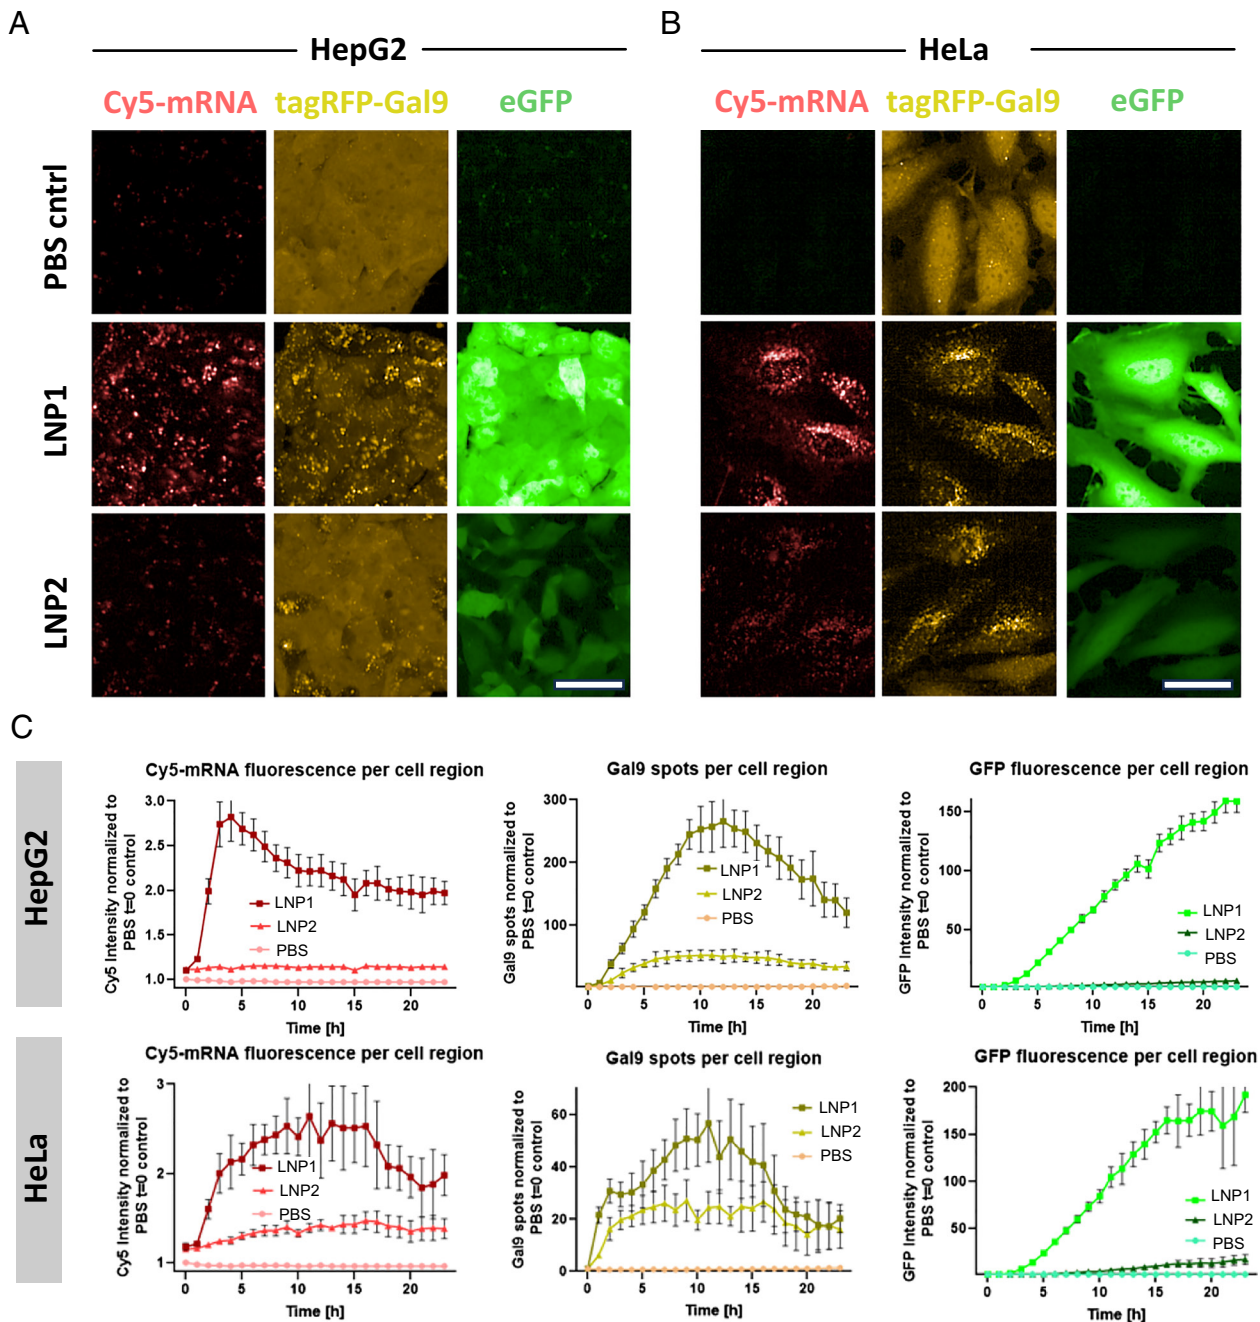 A
B
HepG2
HeLa
Cy5-mRNA tagRFP-Gal9 eGFP
Cy5-mRNA tagRFP-Gal9 eGFP
PBS cntrl
LNP1
LNP2
C
HepG2
Cy5-mRNA fluorescence per cell region
Cy5 Intensity normalized to
PBS t=0 control
3.0
2.5
2.0
1.5
1.0
LNP1
LNP2
PBS
0 5 10 15 20
Time [h]
Gal9 spots per cell region
Gal9 spots normalized to
PBS t=0 control
300
200
100
LNP1
LNP2
PBS
0 5 10 15 20
Time [h]
GFP fluorescence per cell region
GFP Intensity normalized to
PBS t=0 control
150
100
50
LNP1
LNP2
PBS
0 5 10 15 20
Time [h]
HeLa
Cy5-mRNA fluorescence per cell region
Cy5 Intensity normalized to
PBS t=0 control
3
2
1
LNP1
LNP2
PBS
0 5 10 15 20
Time [h]
Gal9 spots per cell region
Gal9 spots normalized to
PBS t=0 control
60
40
20
0
LNP1
LNP2
PBS
0 5 10 15 20
Time [h]
GFP fluorescence per cell region
GFP Intensity normalized to
PBS t=0 control
200
150
100
50
LNP1
LNP2
PBS
0 5 10 15 20
Time [h]